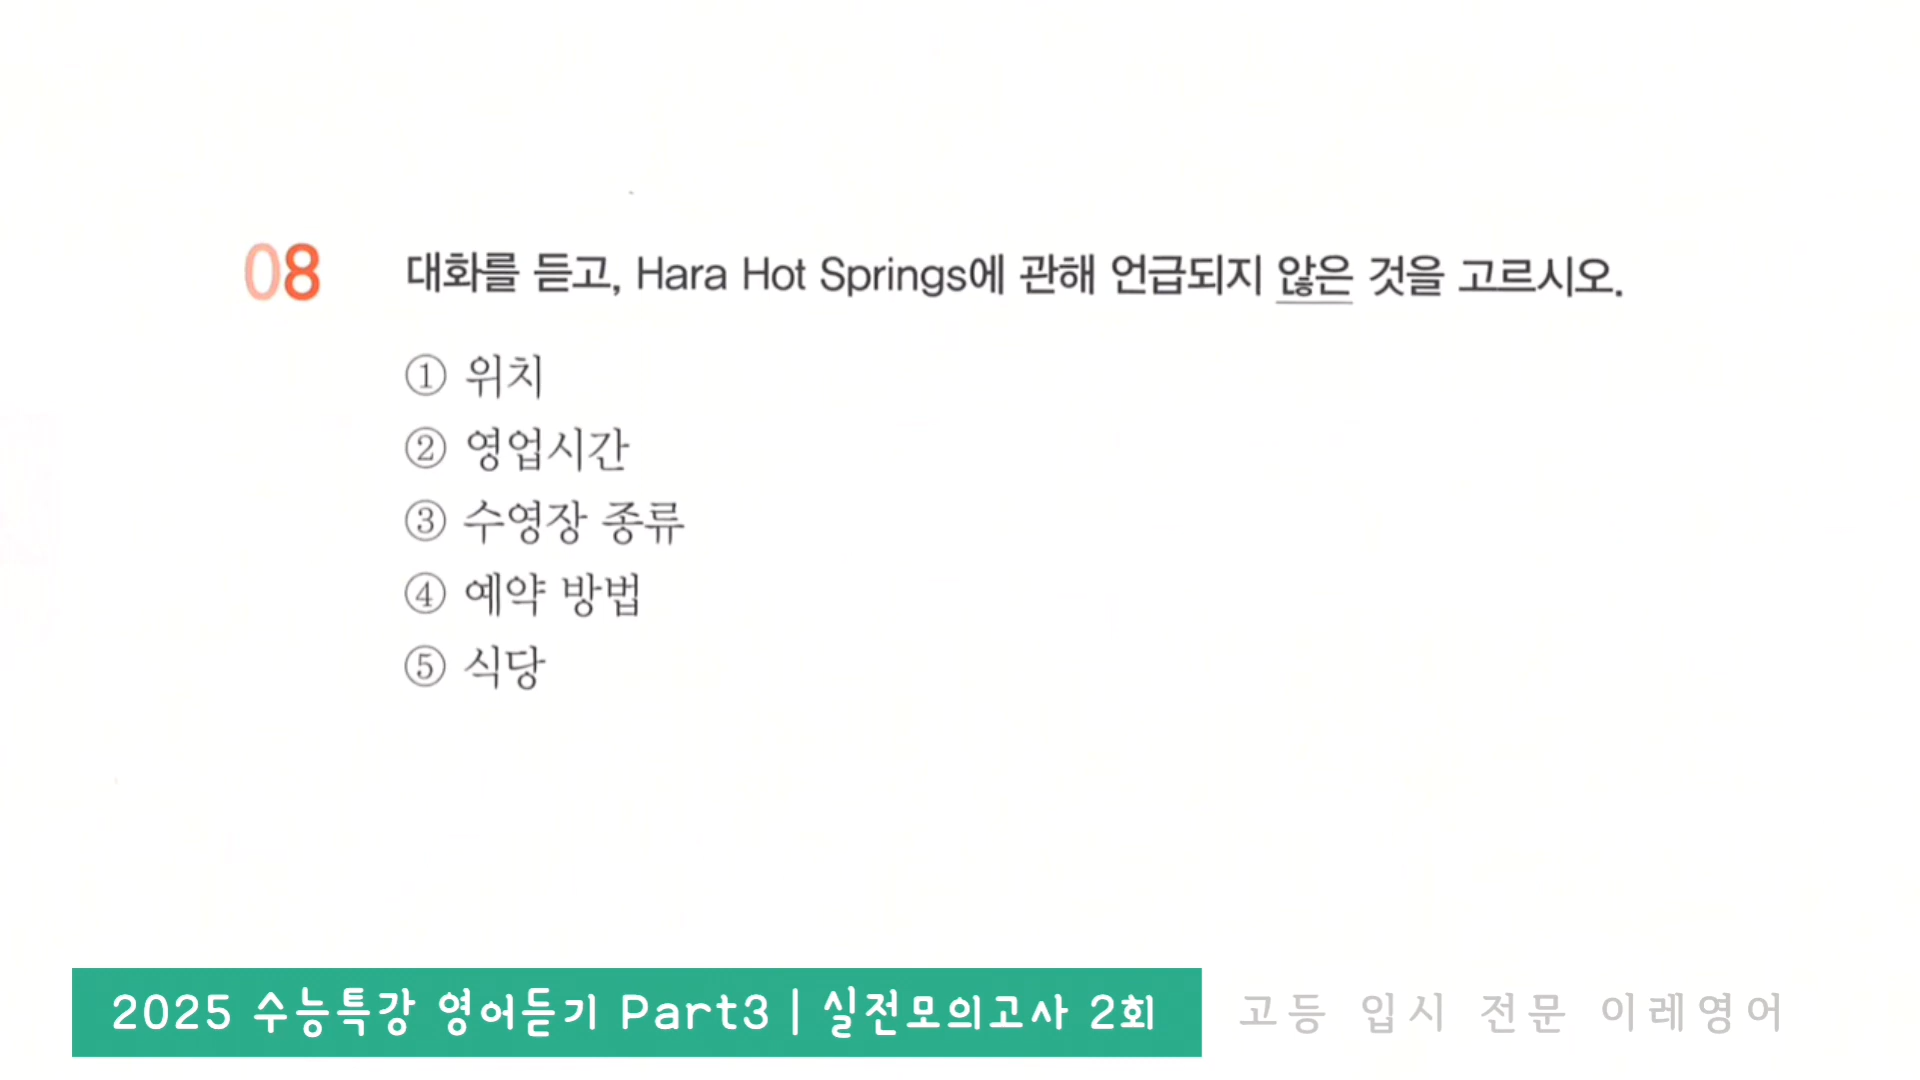 08 대화를 듣고, Hara Hot Springs에 관해 언급되지 않은 것을 고르시오.
① 위치
② 영업시간
③ 수영장 종류
④ 예약 방법
⑤ 식당
2025 수능특강 영어듣기 Part3 | 실전모의고사 2회
고등 입시 전문 이레영어